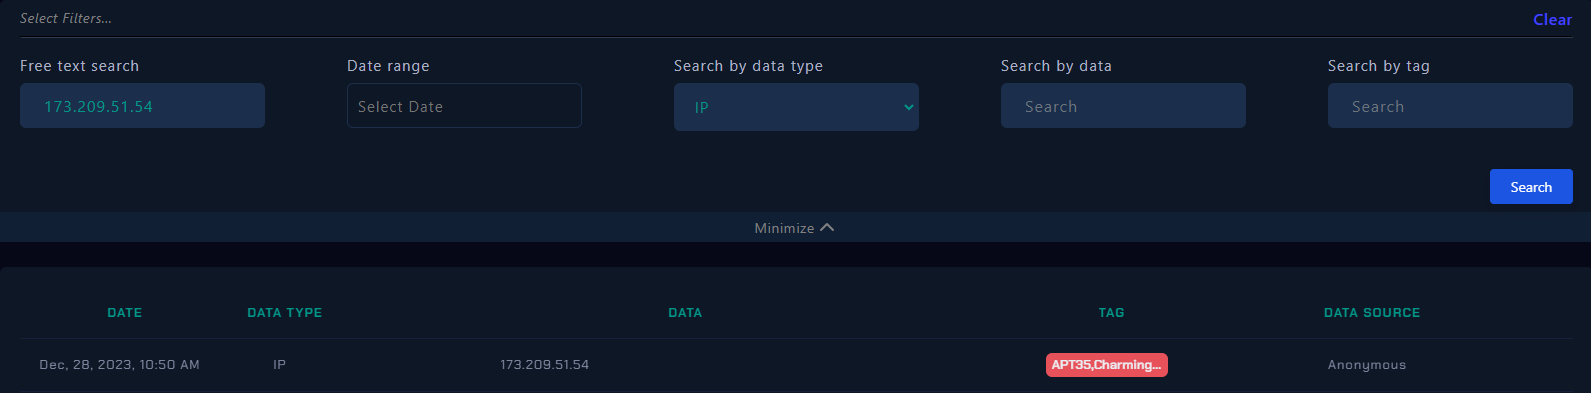 Select Filters...
Clear
Free text search
Date range
Search by data type
Search by data
Search by tag
173.209.51.54
Select Date
IP
Search
Search
Search
Minimize
DATE DATA TYPE DATA TAG DATA SOURCE
Dec, 28, 2023, 10:50 AM IP 173.209.51.54 APT35,Charming... Anonymous